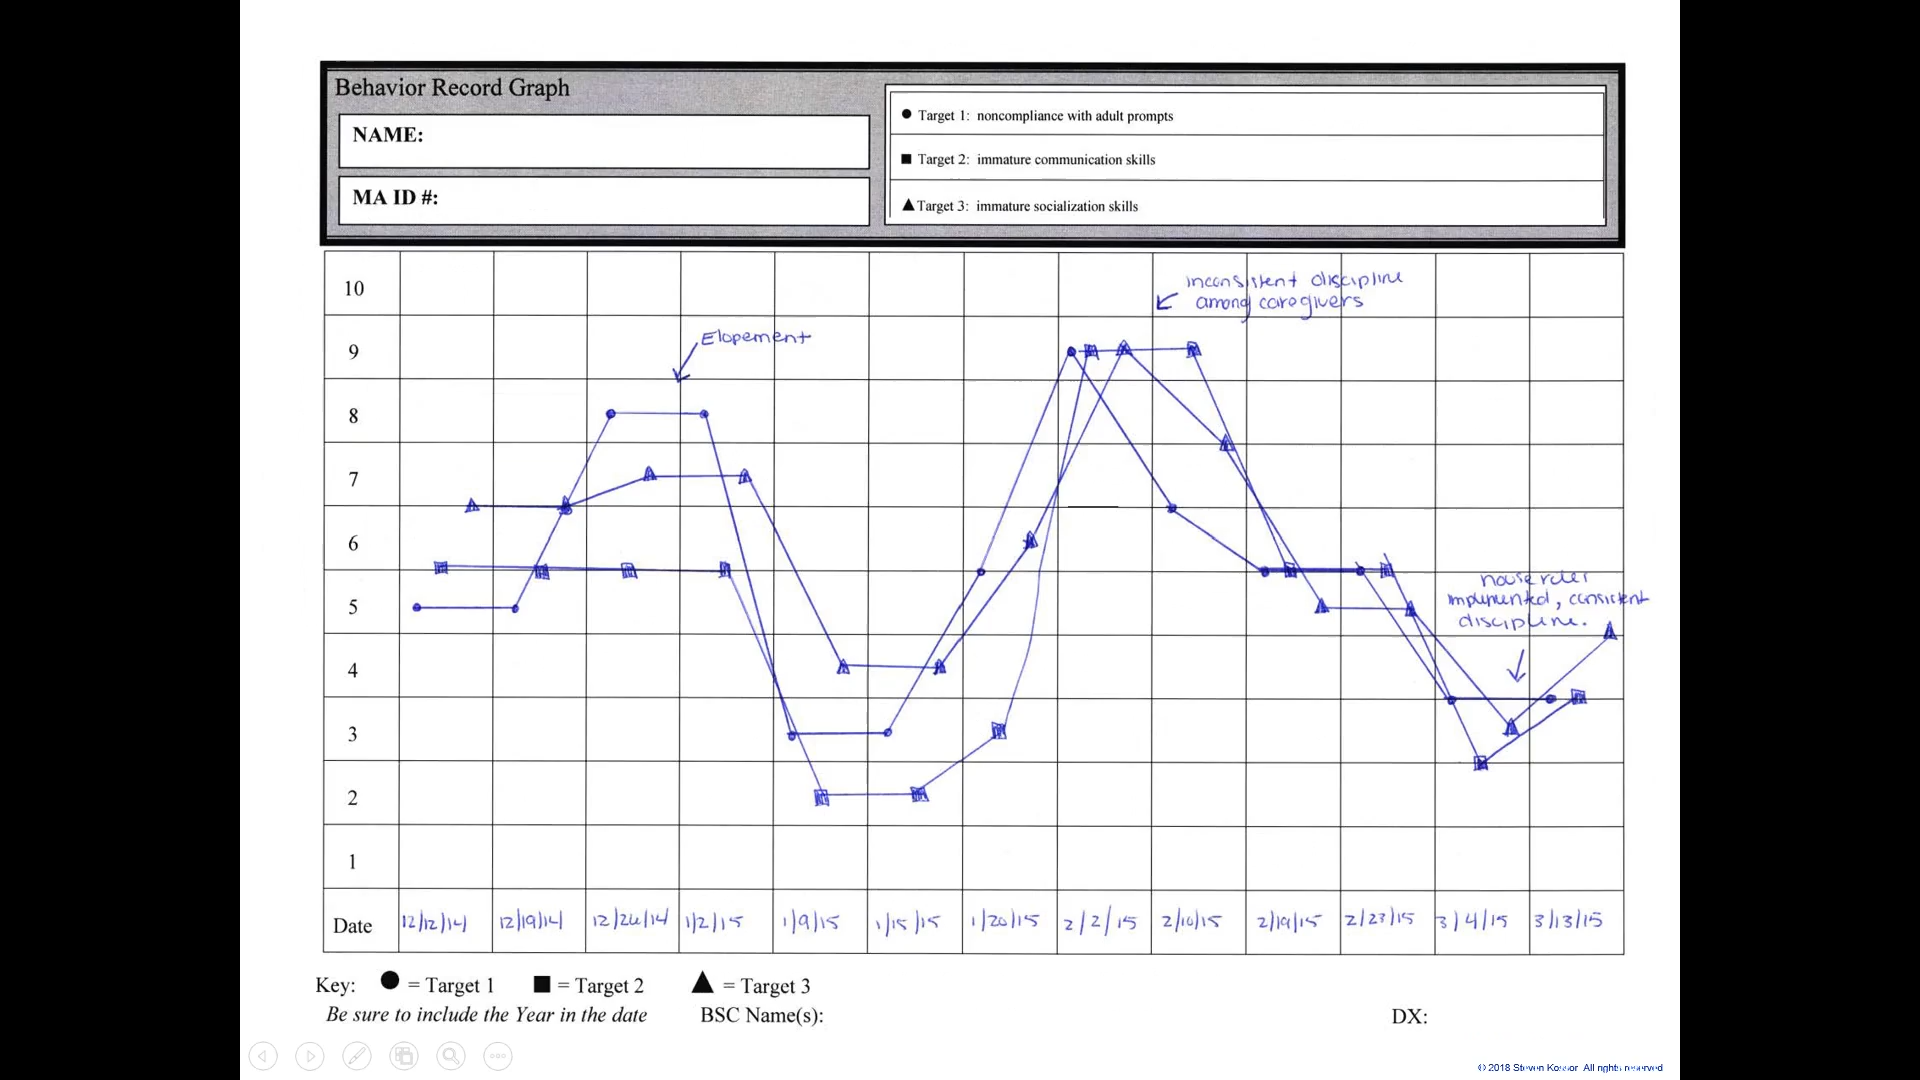 Behavior Record Graph
NAME:
MA ID #:
Target 1: noncompliance with adult prompts
Target 2: immature communication skills
Target 3: immature socialization skills
10
inconsistent discipline
among caregivers
Elopement
9
8
7
6
5
house rules
implemented, consistent
discipline.
4
3
2
1
Date 12/12/14 12/19/14 12/26/14 1/2/15 1/9/15 1/15/15 1/20/15 2/2/15 2/10/15 2/19/15 2/23/15 3/4/15 3/13/15
Key: = Target 1 = Target 2 = Target 3
Be sure to include the Year in the date BSC Name(s): DX:
© 2018 Steven Kossor All rights reserved